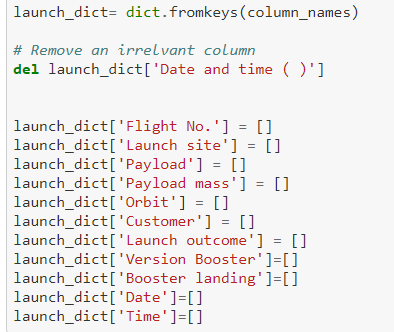 launch_dict= dict.fromkeys(column_names)
# Remove an irrelvant column
del launch_dict['Date and time ( )']
launch_dict['Flight No.'] = []
launch_dict['Launch site'] = []
launch_dict['Payload'] = []
launch_dict['Payload mass'] = []
launch_dict['Orbit'] = []
launch_dict['Customer'] = []
launch_dict['Launch outcome'] = []
launch_dict['Version Booster']=[]
launch_dict['Booster landing']=[]
launch_dict['Date']=[]
launch_dict['Time']=[]